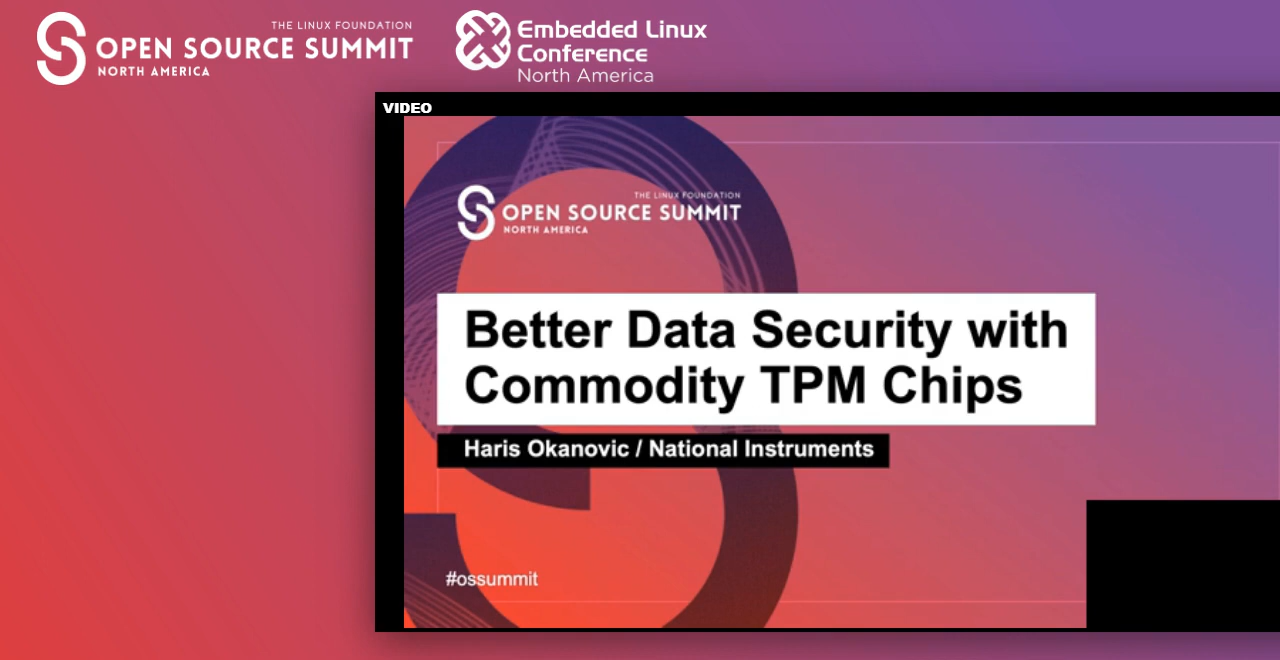 THE LINUX FOUNDATION
OPEN SOURCE SUMMIT
NORTH AMERICA
Embedded Linux
Conference
North America
VIDEO
THE LINUX FOUNDATION
OPEN SOURCE SUMMIT
NORTH AMERICA
Better Data Security with
Commodity TPM Chips
Haris Okanovic / National Instruments
#ossummit